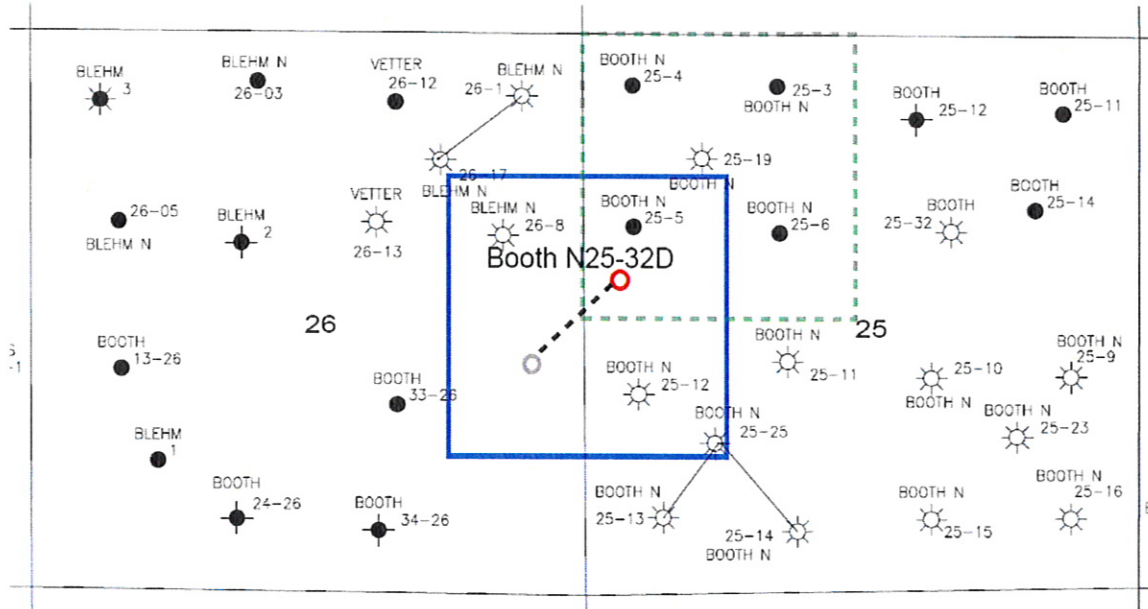 BLEHM
3
BLEHM N
26-03
VETTER
26-12
BLEHM N
26-1
BOOTH N
25-4
25-3
BOOTH N
BOOTH
25-12
BOOTH
25-11
26-17
BLEHM N
25-19
BOOTH N
26-05
BLEHM N
BLEHM
2
VETTER
26-13
BLEHM N
26-8
BOOTH N
25-5
BOOTH N
25-6
BOOTH
25-32
BOOTH
25-14
Booth N25-32D
26
25
-1
BOOTH
13-26
BOOTH
33-26
BOOTH N
25-12
BOOTH N
25-11
25-10
BOOTH N
BOOTH N
25-9
BOOTH N
25-23
BLEHM
1
BOOTH N
25-25
BOOTH
24-26
BOOTH
34-26
BOOTH N
25-13
25-14
BOOTH N
BOOTH N
25-15
BOOTH N
25-16